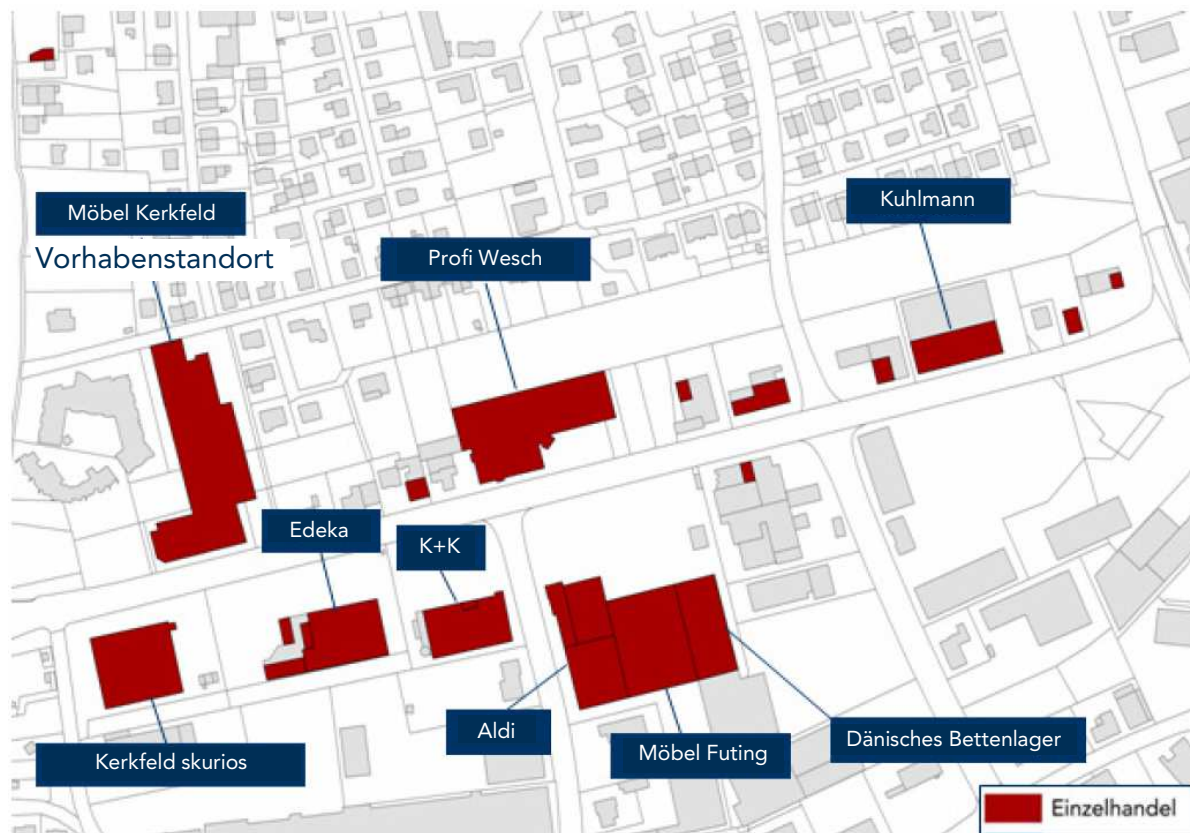 Möbel Kerkfeld
Vorhabenstandort
Profi Wesch
Kuhlmann
Edeka
K+K
Kerkfeld skurios
Aldi
Möbel Futing
Dänisches Bettenlager
Einzelhandel